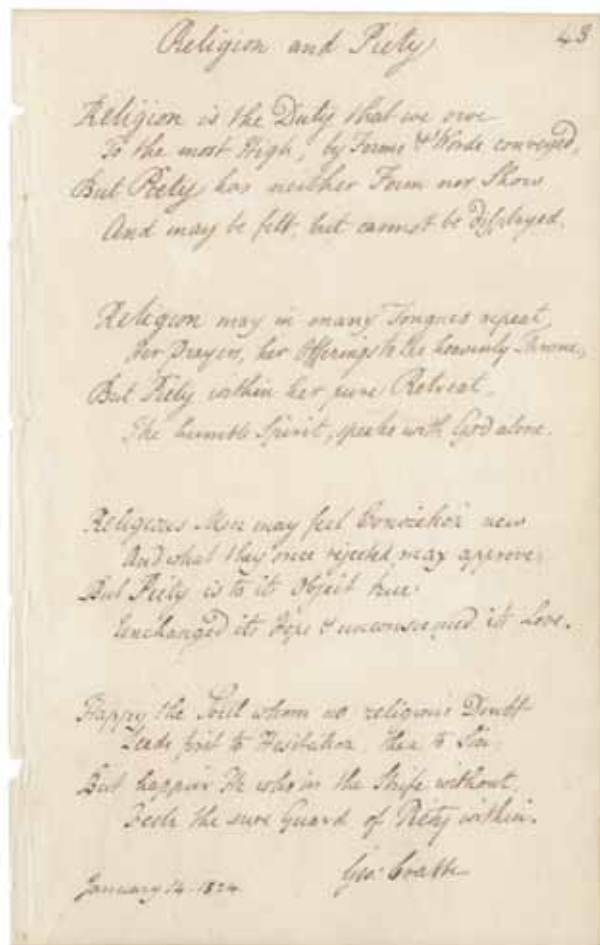 Religion and Piety
43
Religion is the Duty that we owe
To the most High, by Forms & Words conveyed,
But Piety has neither Form nor Show
And may be felt, but cannot be displayed.
Religion may in many Tongues repeat
Her Prayers, her Offerings to the heavenly Throne,
But Piety within her pure Retreat,
The humble Spirit, speaks with God alone.
Religious Men may feel Conviction new
And what they once rejected, may approve:
But Piety is to its Object true
Unchanged its Hope & its Love.
Happy the Soul whom no religious Doubt
Leads first to Hesitation, then to Sin.
But happier He who in the Strife without
Feels the sure Guard of Piety within.
Geo: Crabbe
January 14. 1824